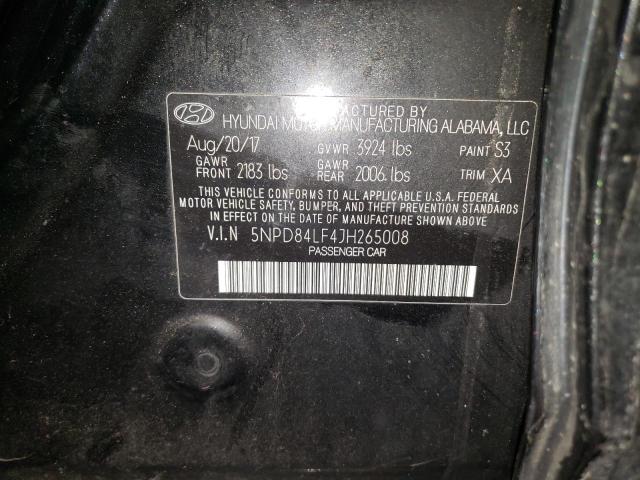 MANUFACTURED BY
HYUNDAI MOTOR MANUFACTURING ALABAMA, LLC
Aug/20/17 GVWR 3924 lbs PAINT S3
GAWR FRONT 2183 lbs GAWR REAR 2006 lbs TRIM XA
THIS VEHICLE CONFORMS TO ALL APPLICABLE U.S.A. FEDERAL
MOTOR VEHICLE SAFETY, BUMPER, AND THEFT PREVENTION STANDARDS
IN EFFECT ON THE DATE OF MANUFACTURE SHOWN ABOVE
V.I.N 5NPD84LF4JH265008
PASSENGER CAR